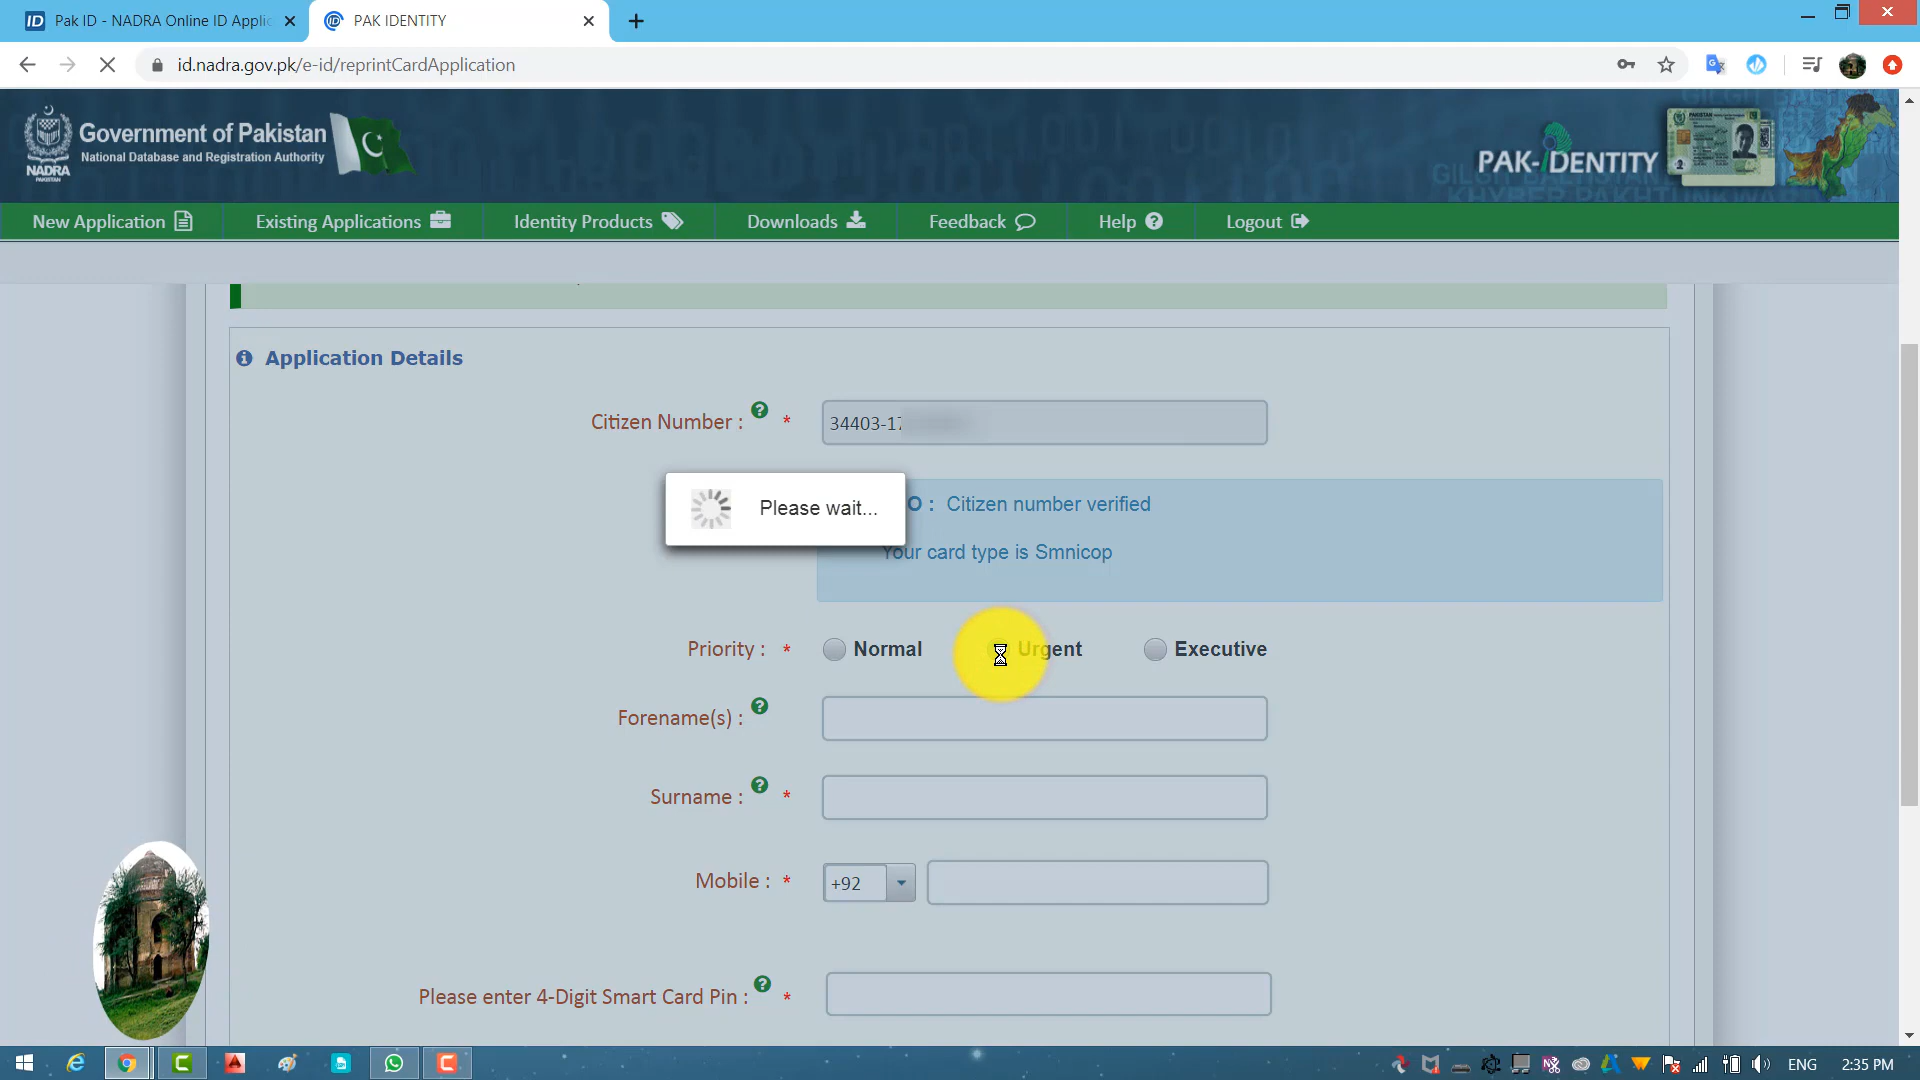 Pak ID - NADRA Online ID Applic
PAK IDENTITY
id.nadra.gov.pk/e-id/reprintCardApplication
Government of Pakistan
National Database and Registration Authority
NADRA
PAKISTAN
PAK-IDENTITY
New Application
Existing Applications
Identity Products
Downloads
Feedback
Help
Logout
Application Details
Citizen Number : *
34403-17
Please wait...
O : Citizen number verified
Your card type is Smnicop
Priority : * Normal Urgent Executive
Forename(s) :
Surname : *
Mobile : * +92
Please enter 4-Digit Smart Card Pin : *
ENG
2:35 PM